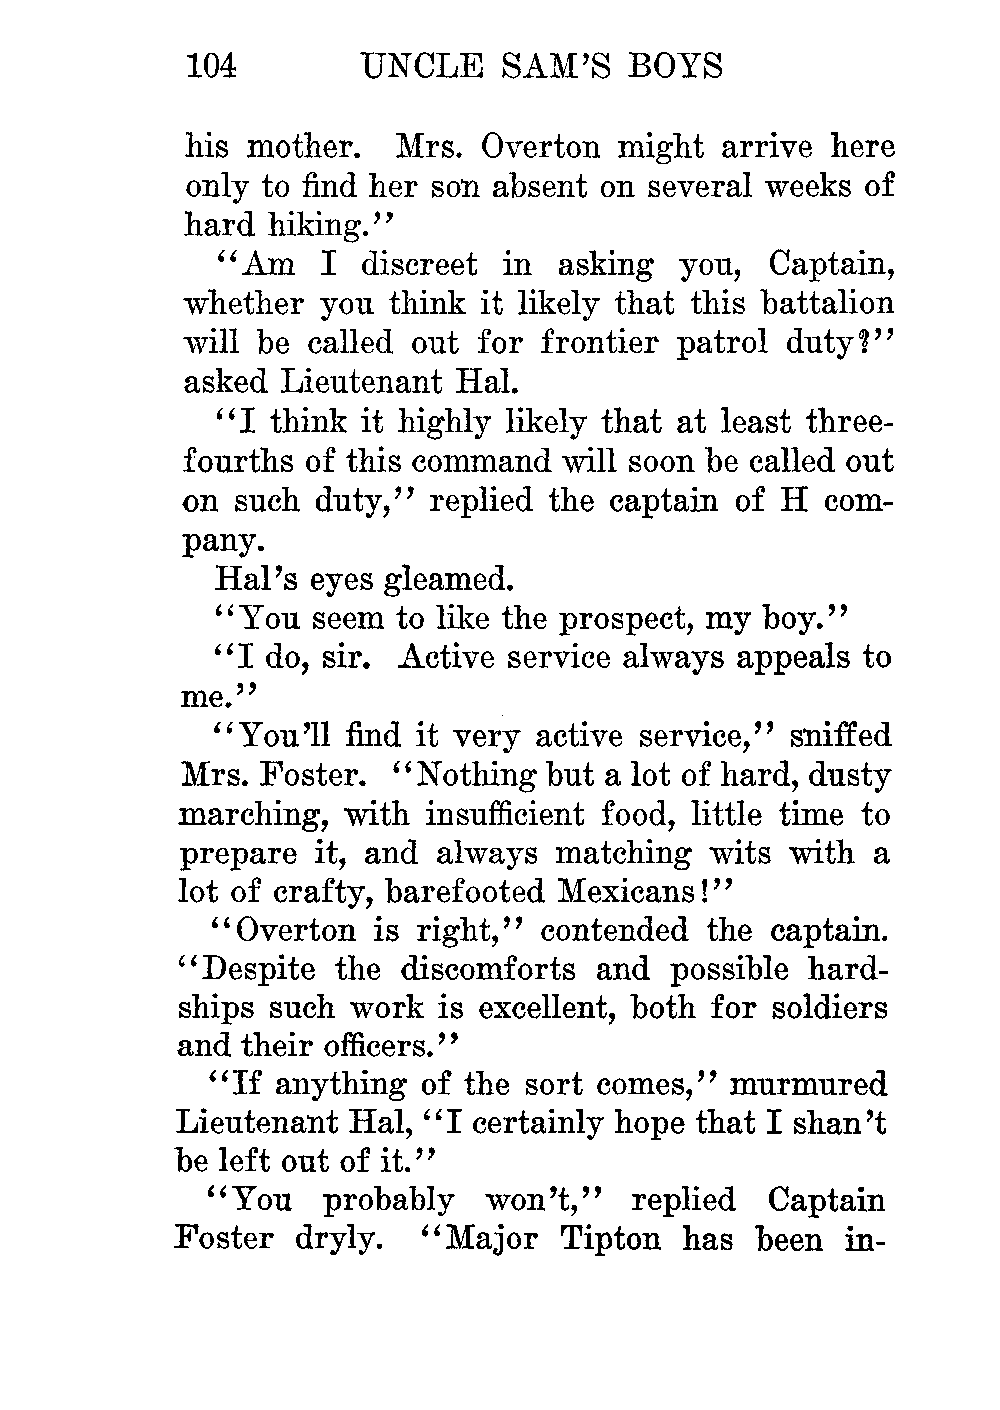 104 UNCLE SAM'S BOYS
his mother. Mrs. Overton might arrive here
only to find her son absent on several weeks of
hard hiking."
"Am I discreet in asking you, Captain,
whether you think it likely that this battalion
will be called out for frontier patrol duty?"
asked Lieutenant Hal.
"I think it highly likely that at least three-
fourths of this command will soon be called out
on such duty," replied the captain of H com-
pany.
Hal's eyes gleamed.
"You seem to like the prospect, my boy."
"I do, sir. Active service always appeals to
me."
"You'll find it very active service," sniffed
Mrs. Foster. "Nothing but a lot of hard, dusty
marching, with insufficient food, little time to
prepare it, and always matching wits with a
lot of crafty, barefooted Mexicans!"
"Overton is right," contended the captain.
"Despite the discomforts and possible hard-
ships such work is excellent, both for soldiers
and their officers."
"If anything of the sort comes," murmured
Lieutenant Hal, "I certainly hope that I shan't
be left out of it."
"You probably won't," replied Captain
Foster dryly. "Major Tipton has been in-